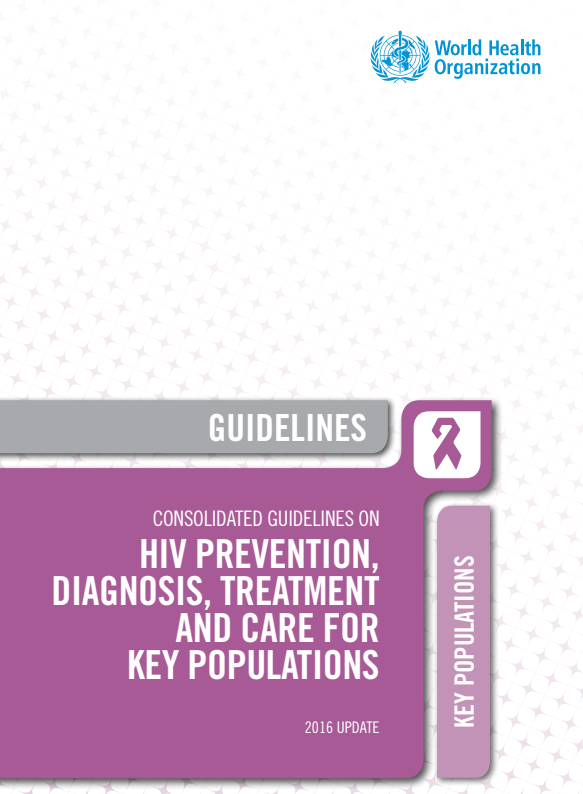 World Health
Organization
GUIDELINES
CONSOLIDATED GUIDELINES ON
HIV PREVENTION,
DIAGNOSIS, TREATMENT
AND CARE FOR
KEY POPULATIONS
2016 UPDATE
KEY POPULATIONS